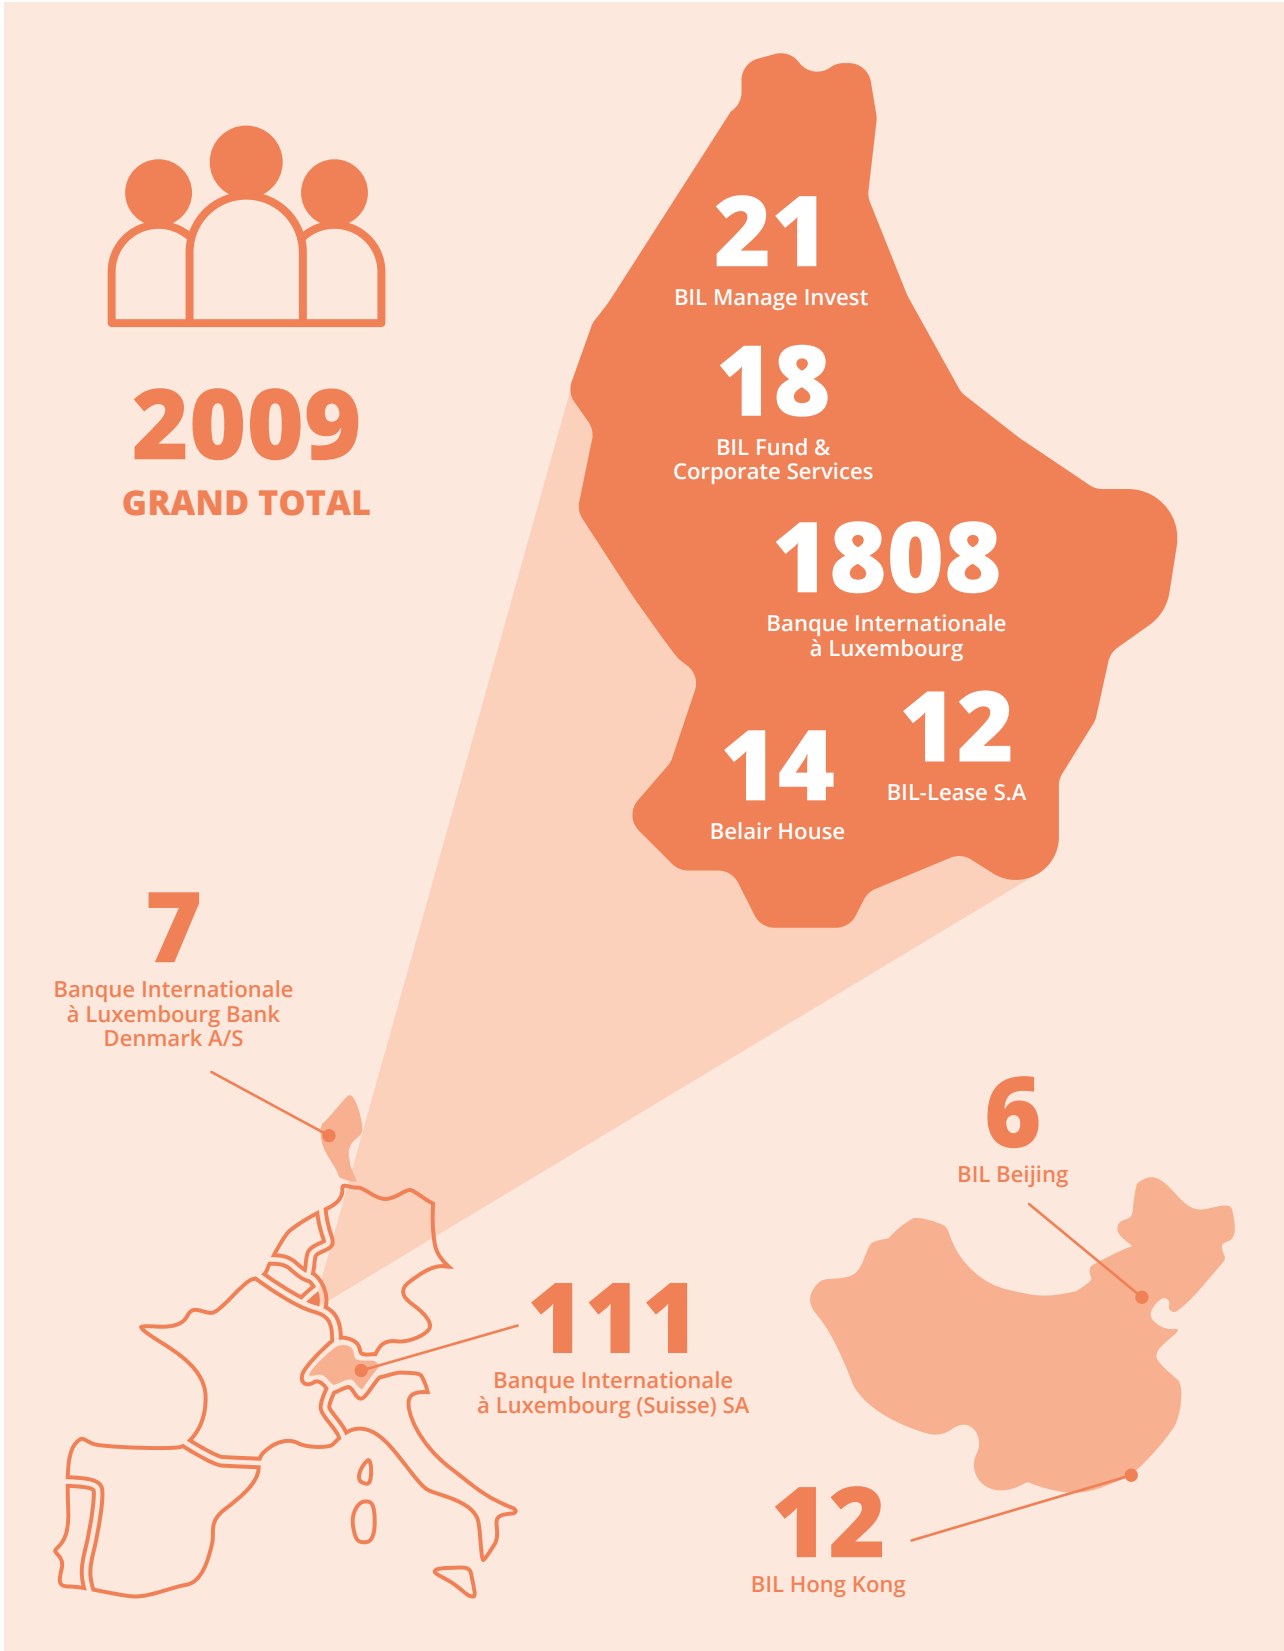 2009
GRAND TOTAL
21
BIL Manage Invest
18
BIL Fund &
Corporate Services
1808
Banque Internationale
à Luxembourg
12
BIL-Lease S.A
14
Belair House
7
Banque Internationale
à Luxembourg Bank
Denmark A/S
6
BIL Beijing
111
Banque Internationale
à Luxembourg (Suisse) SA
12
BIL Hong Kong